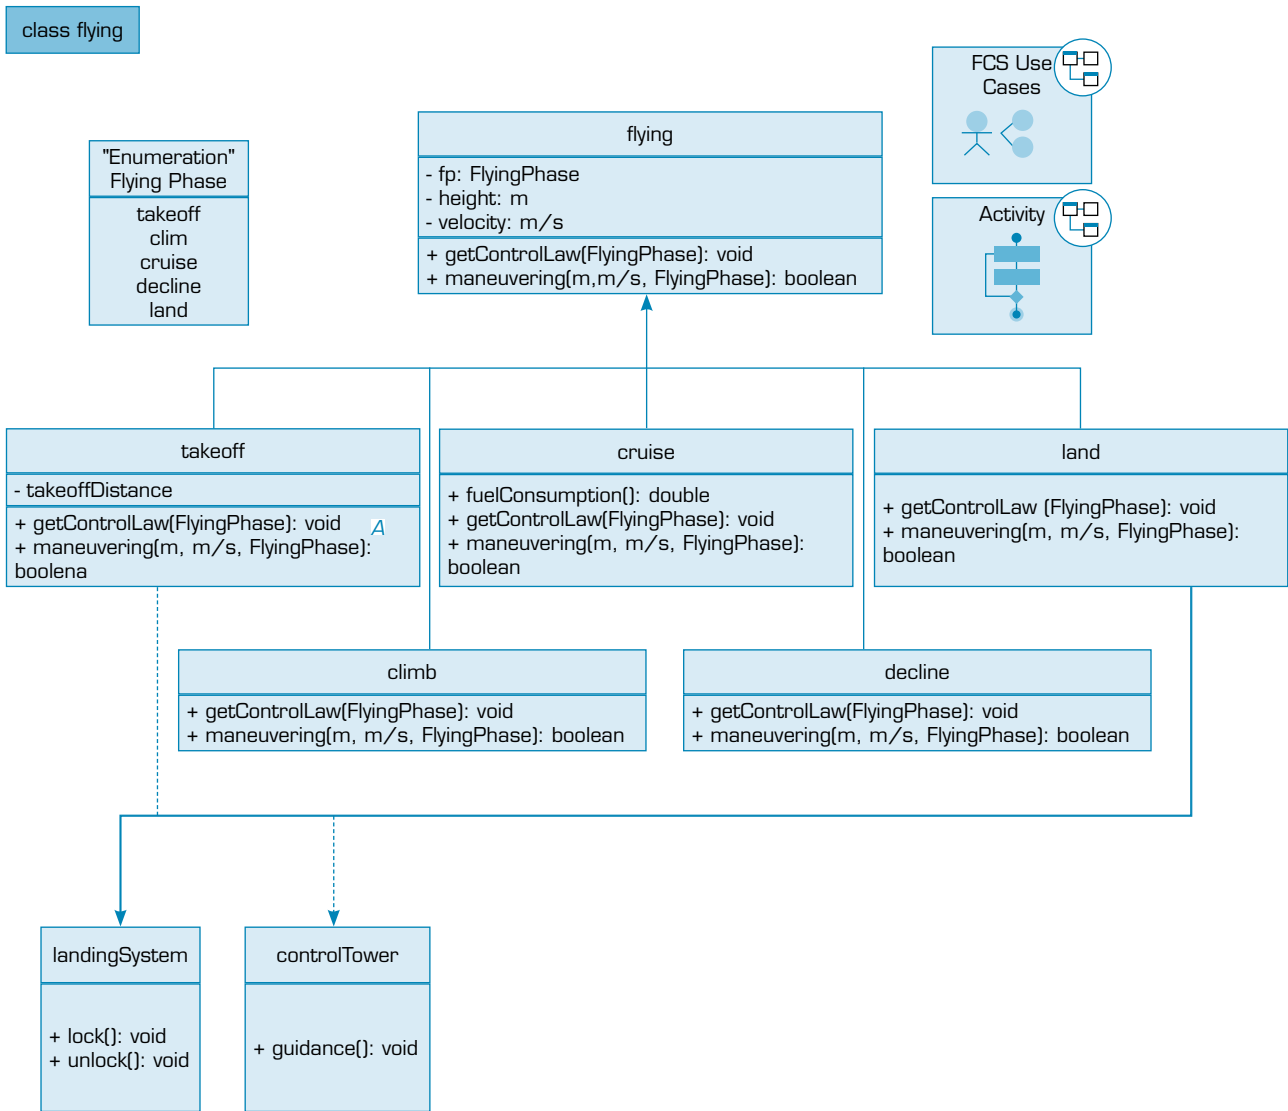 class flying
FCS Use
Cases
"Enumeration"
Flying Phase
takeoff
clim
cruise
decline
land
flying
- fp: FlyingPhase
- height: m
- velocity: m/s
+ getControlLaw(FlyingPhase): void
+ maneuvering(m,m/s, FlyingPhase): boolean
Activity
takeoff
- takeoffDistance
+ getControlLaw(FlyingPhase): void
A
+ maneuvering(m, m/s, FlyingPhase):
boolena
cruise
+ fuelConsumption(): double
+ getControlLaw(FlyingPhase): void
+ maneuvering(m, m/s, FlyingPhase):
boolean
land
+ getControlLaw (FlyingPhase): void
+ maneuvering(m, m/s, FlyingPhase):
boolean
climb
+ getControlLaw(FlyingPhase): void
+ maneuvering(m, m/s, FlyingPhase): boolean
decline
+ getControlLaw(FlyingPhase): void
+ maneuvering(m, m/s, FlyingPhase): boolean
landingSystem
+ lock(): void
+ unlock(): void
controlTower
+ guidance(): void